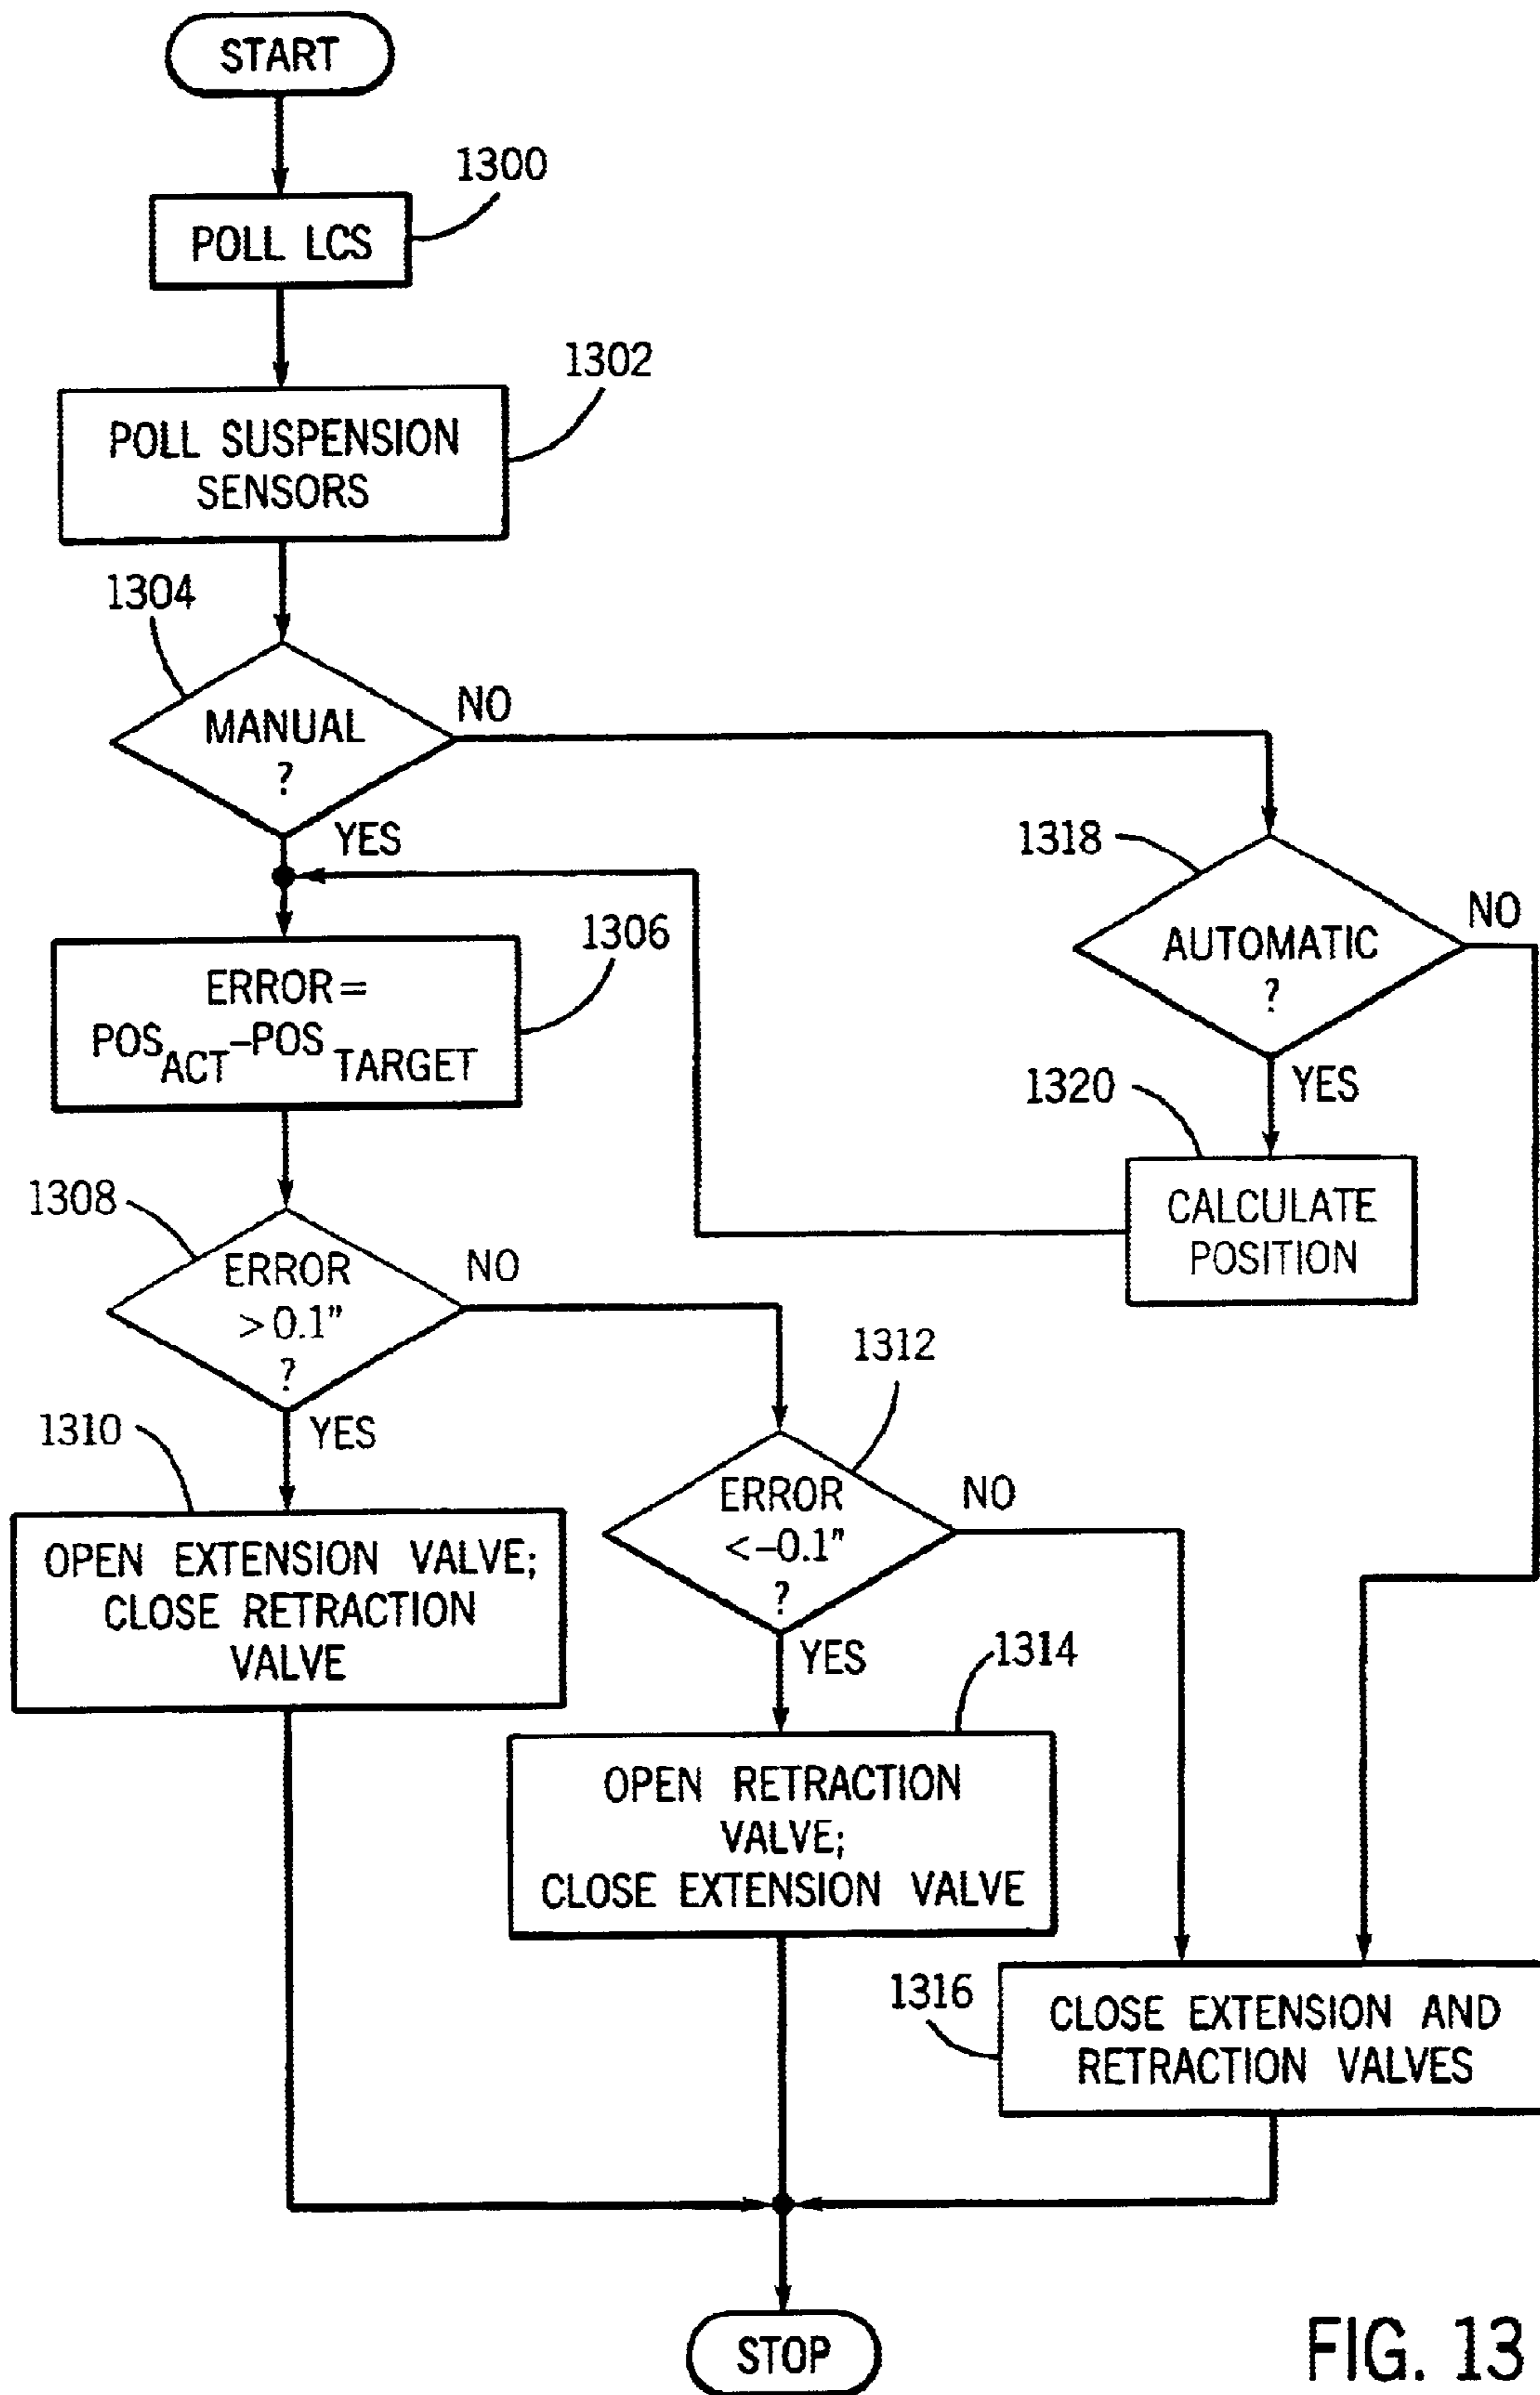 START
1300
POLL LCS
1302
POLL SUSPENSION
SENSORS
1304
MANUAL
?
NO
YES
1318
AUTOMATIC
?
NO
YES
1306
ERROR=
POS ACT -POS TARGET
1320
CALCULATE
POSITION
1308
ERROR
>0.1"
?
NO
YES
1312
ERROR
<-0.1"
?
NO
YES
1310
OPEN EXTENSION VALVE;
CLOSE RETRACTION
VALVE
1314
OPEN RETRACTION
VALVE;
CLOSE EXTENSION VALVE
1316
CLOSE EXTENSION AND
RETRACTION VALVES
STOP
FIG. 13